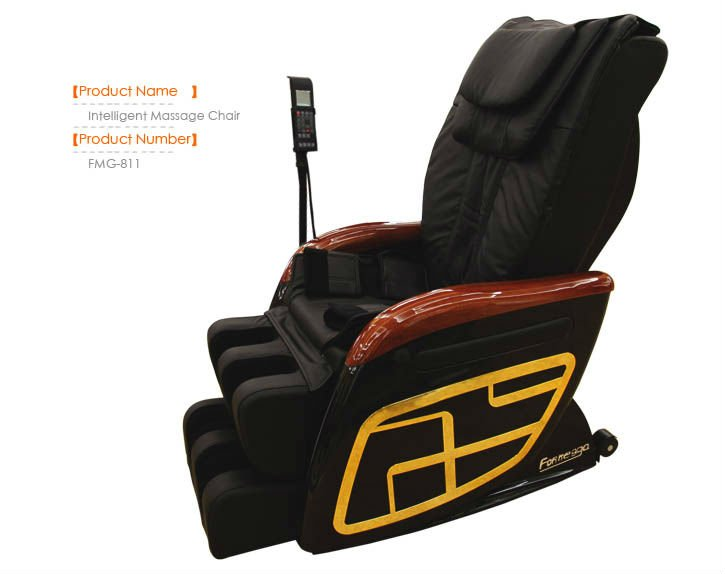 【Product Name 】
Intelligent Massage Chair
【Product Number】
FMG-811